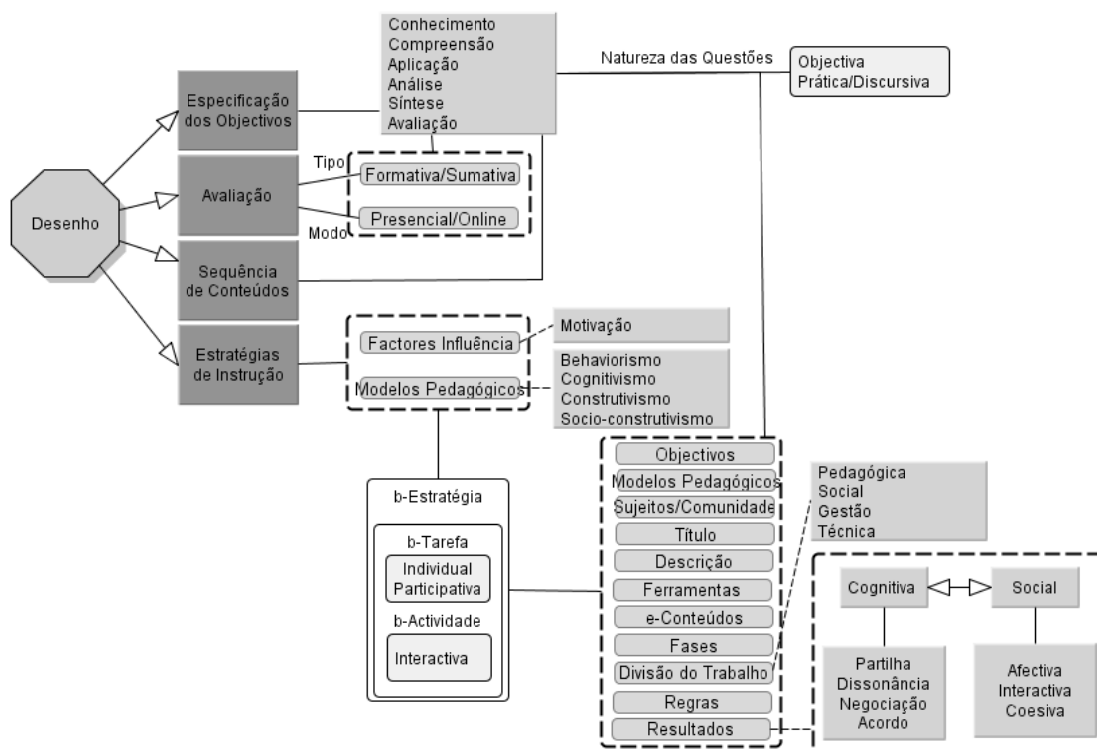 Conhecimento
Compreensão
Aplicação
Análise
Síntese
Avaliação
Natureza das Questões
Objectiva
Prática/Discursiva
Especificação
dos Objectivos
Tipo
Formativa/Sumativa
Avaliação
Desenho
Presencial/Online
Modo
Sequência
de Conteúdos
Estratégias
de Instrução
Factores Influência
Motivação
Modelos Pedagógicos
Behaviorismo
Cognitivismo
Construtivismo
Socio-construtivismo
b-Estratégia
b-Tarefa
Individual
Participativa
b-Actividade
Interactiva
Objectivos
Modelos Pedagógicos
Sujeitos/Comunidade
Título
Descrição
Ferramentas
e-Conteúdos
Fases
Divisão do Trabalho
Regras
Resultados
Pedagógica
Social
Gestão
Técnica
Cognitiva
Social
Partilha
Dissonância
Negociação
Acordo
Afectiva
Interactiva
Coesiva